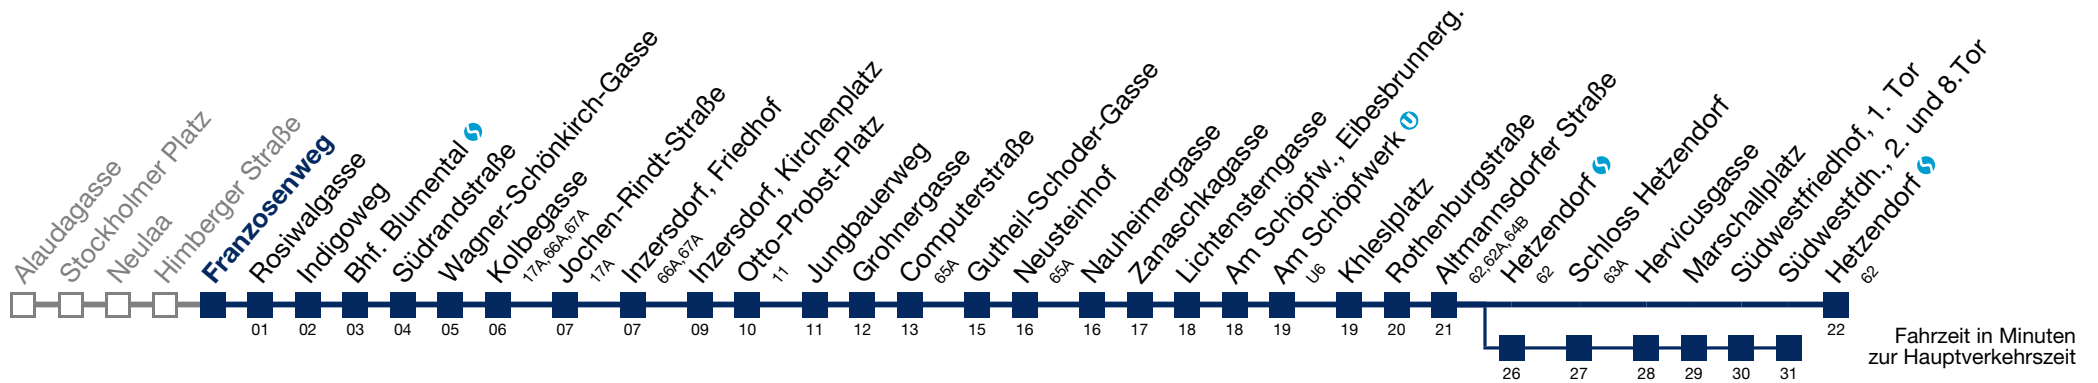 Alaudagasse
Stockholmer Platz
Neulaa
Himberger Straße
Franzosenweg
Rosiwalgasse
01
Indigoweg
02
Bhf. Blumental
03
Südrandstraße
04
Wagner-Schönkirch-Gasse
05
Kolbegasse
17A,66A,67A
06
Jochen-Rindt-Straße
17A
07
Inzersdorf, Friedhof
66A,67A
07
Inzersdorf, Kirchenplatz
09
Otto-Probst-Platz
11
10
Jungbauerweg
11
Grohnergasse
12
Computerstraße
65A
13
Gutheil-Schoder-Gasse
15
Neusteinhof
65A
16
Nauheimergasse
16
Zanaschkagasse
17
Lichtensterngasse
18
Am Schöpfw., Eibesbrunnerg.
18
Am Schöpfwerk U
U6
19
Khleslplatz
19
Rothenburgstraße
20
Altmannsdorfer Straße
62,62A,64B
21
Hetzendorf
62
26
Schloss Hetzendorf
63A
27
Hervicusgasse
28
Marschallplatz
29
Südwestfriedhof, 1. Tor
30
Südwestfdh., 2. und 8.Tor
31
Hetzendorf
62
22
Fahrzeit in Minuten
zur Hauptverkehrszeit